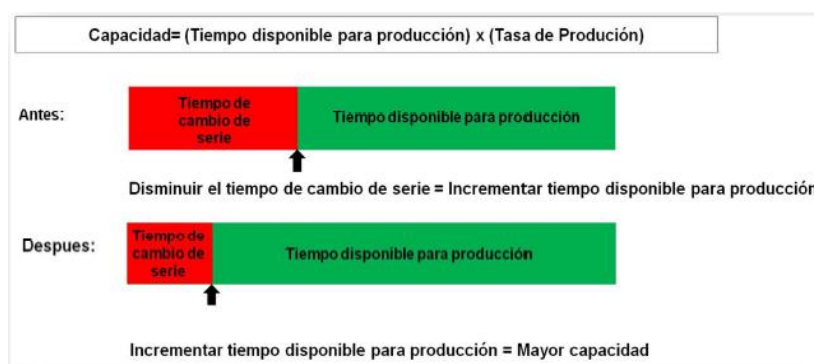 Capacidad= (Tiempo disponible para producción) x (Tasa de Produción)
Antes:
Tiempo de
cambio de
serie
Tiempo disponible para producción
Disminuir el tiempo de cambio de serie = Incrementar tiempo disponible para producción
Despues:
Tiempo de
cambio de
serie
Tiempo disponible para producción
Incrementar tiempo disponible para producción = Mayor capacidad